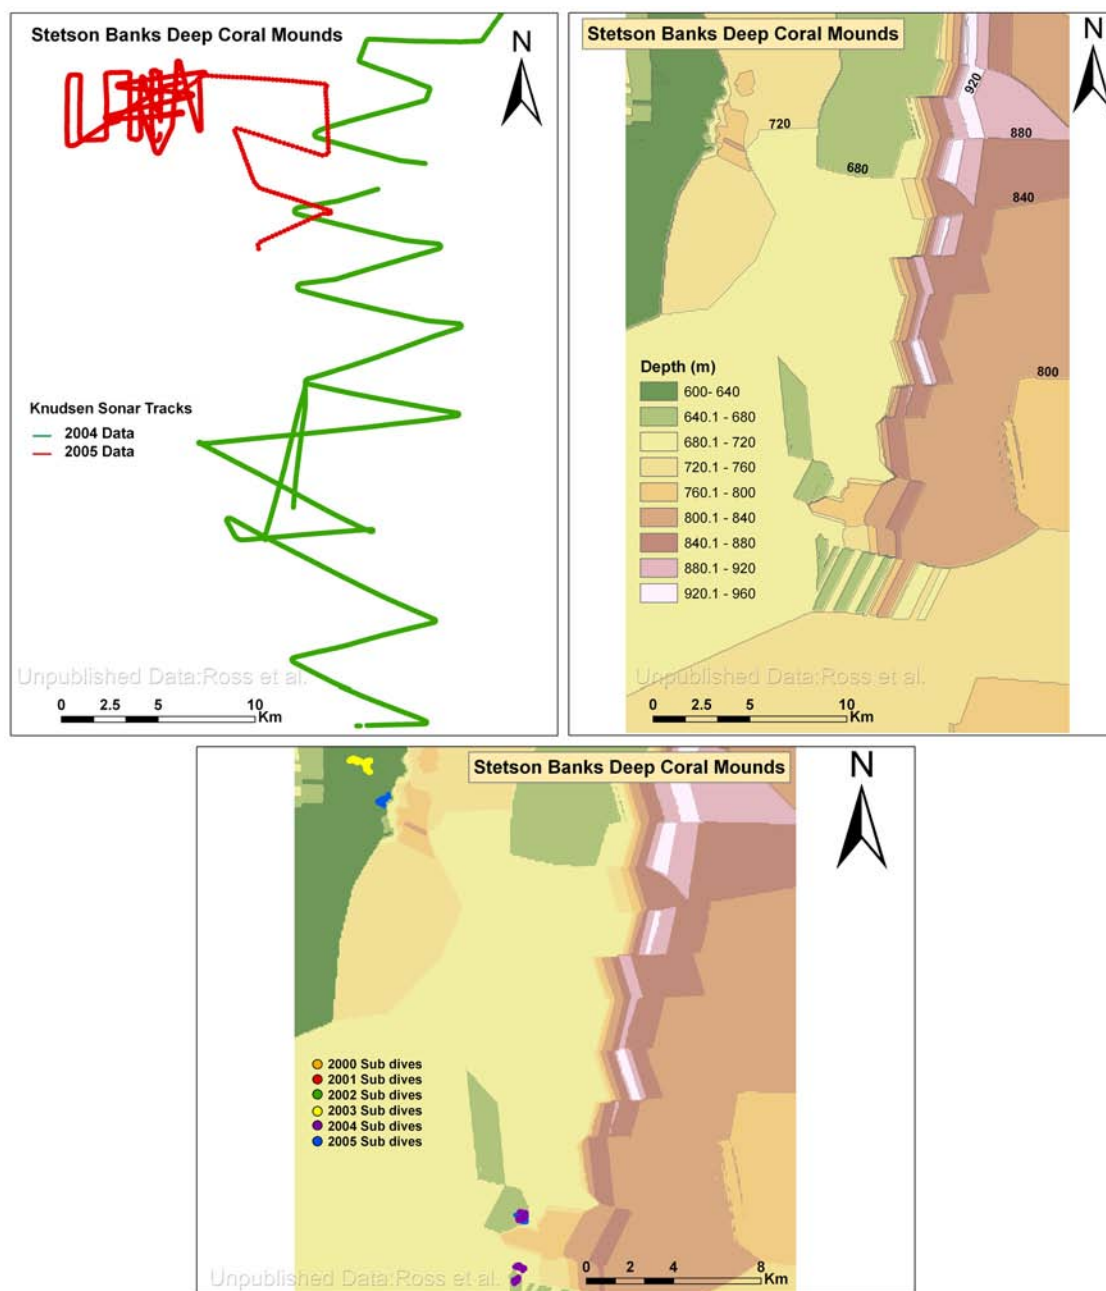 Stetson Banks Deep Coral Mounds
N
Knudsen Sonar Tracks
2004 Data
2005 Data
Unpublished Data:Ross et al.
0 2.5 5 10
Km
Stetson Banks Deep Coral Mounds
N
920
720
880
680
840
800
Depth (m)
600- 640
640.1 - 680
680.1 - 720
720.1 - 760
760.1 - 800
800.1 - 840
840.1 - 880
880.1 - 920
920.1 - 960
Unpublished Data:Ross et al.
0 2.5 5 10
Km
Stetson Banks Deep Coral Mounds
N
2000 Sub dives
2001 Sub dives
2002 Sub dives
2003 Sub dives
2004 Sub dives
2005 Sub dives
Unpublished Data:Ross et al.
0 2 4 8
Km